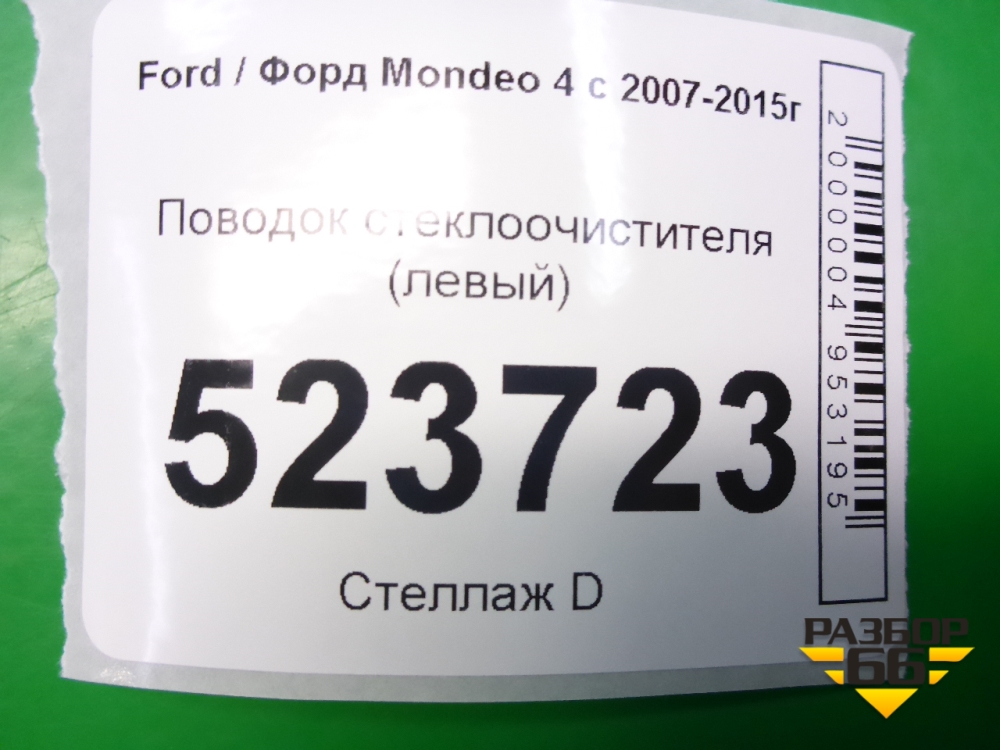 Ford / Форд Mondeo 4 с 2007-2015г
Поводок стеклоочистителя
(левый)
523723
Стеллаж D
2000004953195
РАЗБОР
66